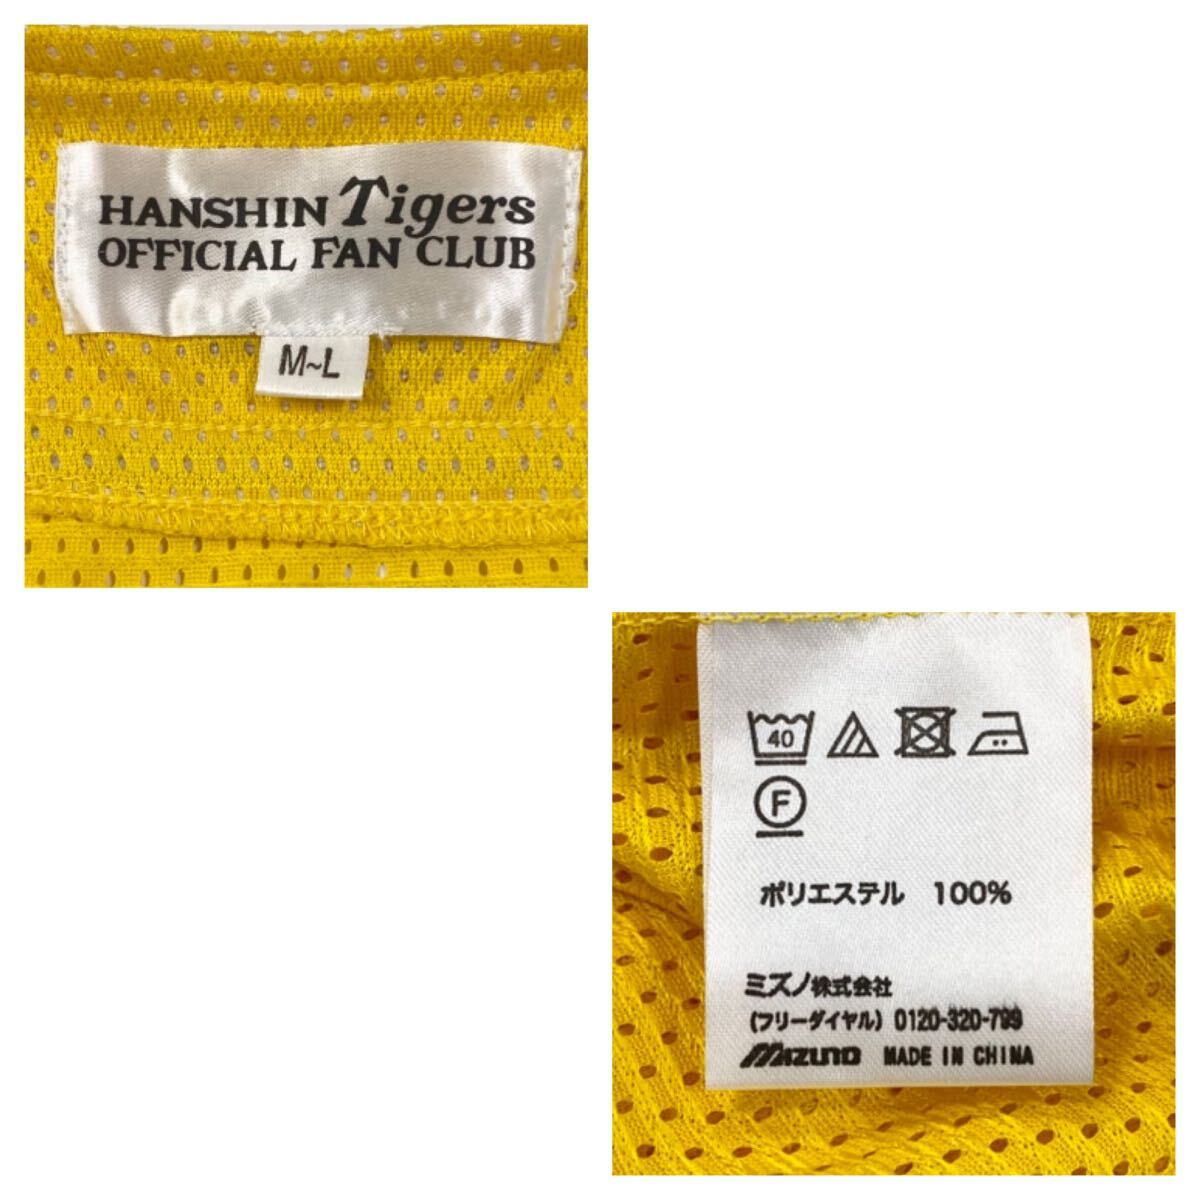 HANSHIN Tigers
OFFICIAL FAN CLUB
M~L
40
F
ポリエステル 100%
ミズノ株式会社
(フリーダイヤル) 0120-320-799
MIZUNO MADE IN CHINA